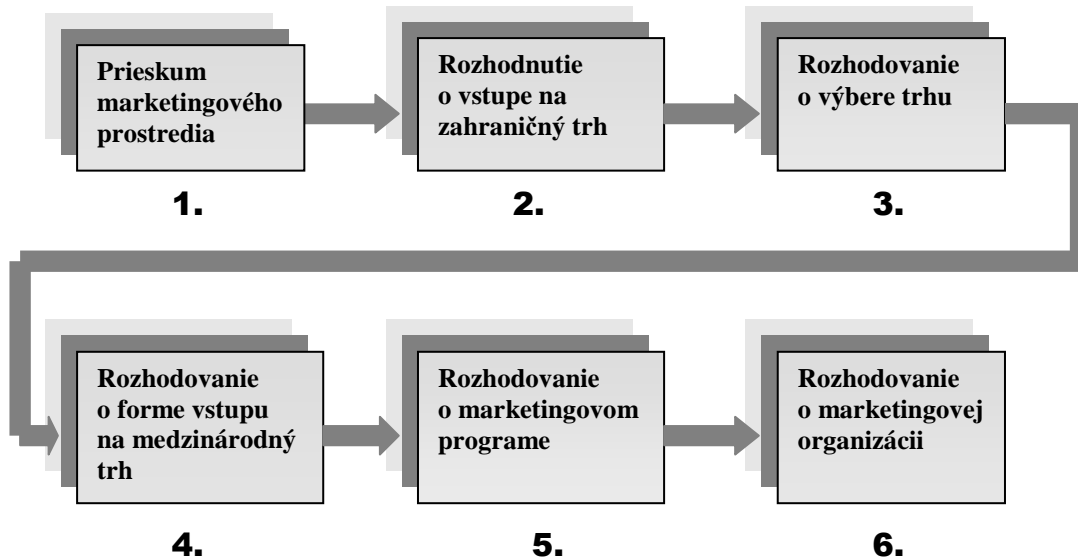 Prieskum
marketingového
prostredia
1.
Rozhodnutie
o vstupe na
zahraničný trh
2.
Rozhodovanie
o výbere trhu
3.
Rozhodovanie
o forme vstupu
na medzinárodný
trh
4.
Rozhodovanie
o marketingovom
programe
5.
Rozhodovanie
o marketingovej
organizácii
6.